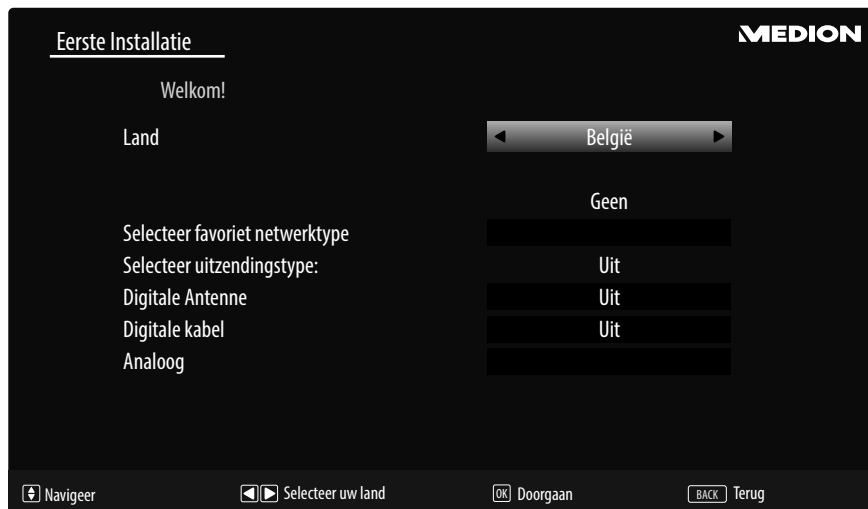 Eerste Installatie
MEDION
Welkom!
Land België
Geen
Selecteer favoriet netwerktype
Selecteer uitzendingstype: Uit
Digitale Antenne Uit
Digitale kabel Uit
Analoog
Navigeer Selecteer uw land OK Doorgaan BACK Terug